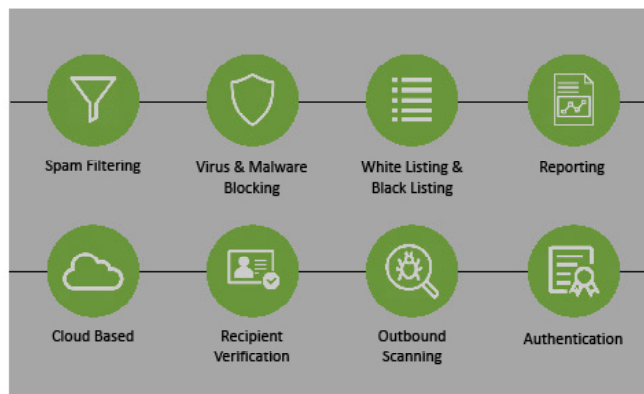 Spam Filtering
Virus & Malware
Blocking
White Listing &
Black Listing
Reporting
Cloud Based
Recipient
Verification
Outbound
Scanning
Authentication